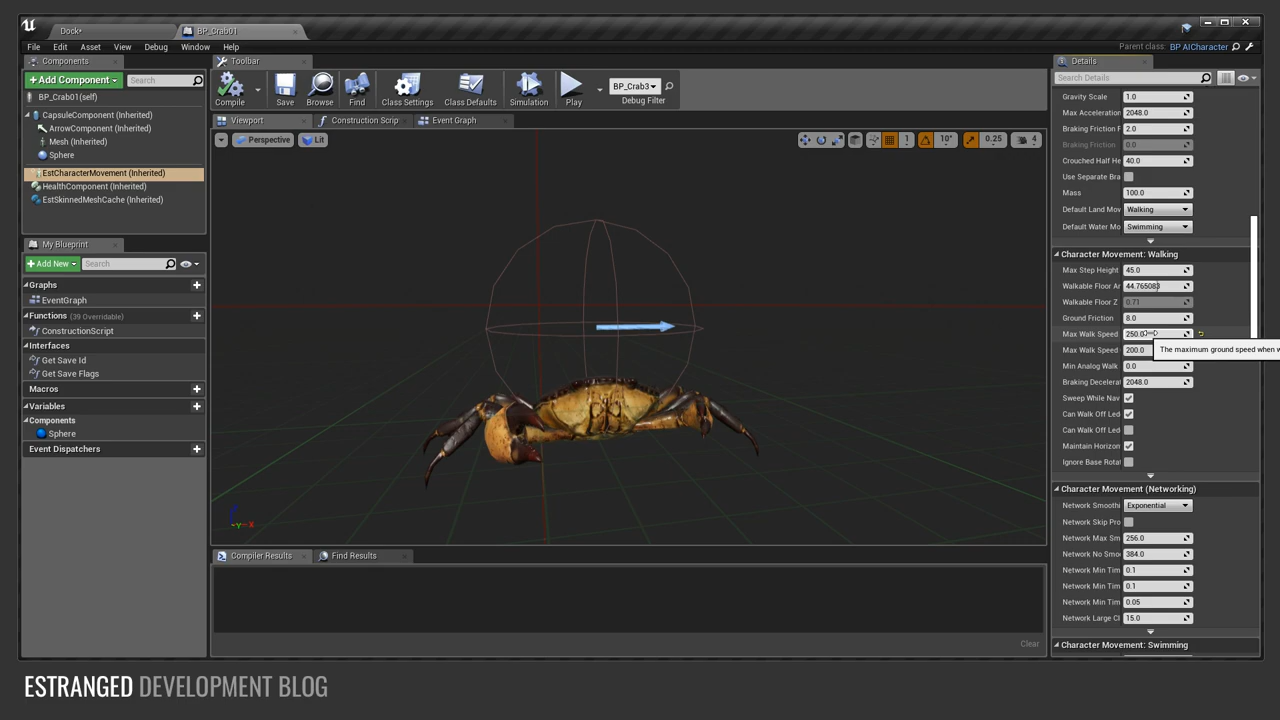 Dock*
BP_Crab01
File Edit Asset View Debug Window Help
Parent class: BP AICharacter
Components
+Add Component
Search
BP_Crab01(self)
CapsuleComponent (Inherited)
ArrowComponent (Inherited)
Mesh (Inherited)
Sphere
EstCharacterMovement (Inherited)
HealthComponent (Inherited)
EstSkinnedMeshCache (Inherited)
My Blueprint
+Add New
Search
Graphs
EventGraph
Functions (39 Overridable)
ConstructionScript
Interfaces
Get Save Id
Get Save Flags
Macros
Variables
Components
Sphere
Event Dispatchers
Toolbar
Compile
Save
Browse
Find
Class Settings
Class Defaults
Simulation
Play
BP_Crab3
Debug Filter
Viewport
Construction Scrip
Event Graph
Perspective
Lit
1
10°
0.25
4
Z
Y X
Compiler Results
Find Results
Clear
Details
Search Details
Gravity Scale 1.0
Max Acceleration 2048.0
Braking Friction F 2.0
Braking Friction 0.0
Crouched Half He 40.0
Use Separate Bra
Mass 100.0
Default Land Mov Walking
Default Water Mo Swimming
Character Movement: Walking
Max Step Height 45.0
Walkable Floor An 44.765083
Walkable Floor Z 0.71
Ground Friction 8.0
Max Walk Speed 250.0
The maximum ground speed when w
Max Walk Speed 200.0
Min Analog Walk 0.0
Braking Decelerat 2048.0
Sweep While Nav
Can Walk Off Led
Can Walk Off Led
Maintain Horizon
Ignore Base Rotat
Character Movement (Networking)
Network Smoothi Exponential
Network Skip Pro
Network Max Sm 256.0
Network No Smoo 384.0
Network Min Tim 0.1
Network Min Tim 0.1
Network Min Tim 0.05
Network Large Cl 15.0
Character Movement: Swimming
ESTRANGED DEVELOPMENT BLOG